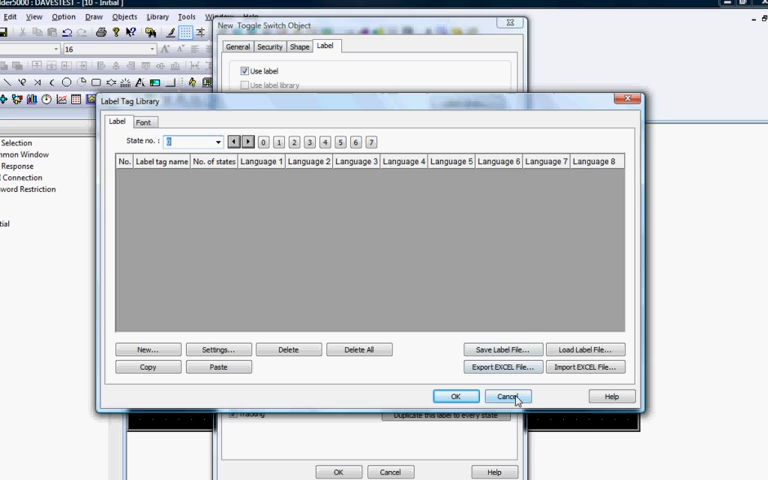 lder5000 : DAVESTEST - [10 - Initial ]
Edit View Option Draw Objects Library Tools Window Help
New Toggle Switch Object
16
General Security Shape Label
Use label
Use label library
Label Tag Library
Label Font
State no. : 0 0 1 2 3 4 5 6 7
No. Label tag name No. of states Language 1 Language 2 Language 3 Language 4 Language 5 Language 6 Language 7 Language 8
Selection
mmon Window
Response
l Connection
sword Restriction
tial
New... Settings... Delete Delete All Save Label File... Load Label File...
Copy Paste Export EXCEL File... Import EXCEL File...
OK Cancel Help
Tracking Duplicate this label to every state
OK Cancel Help